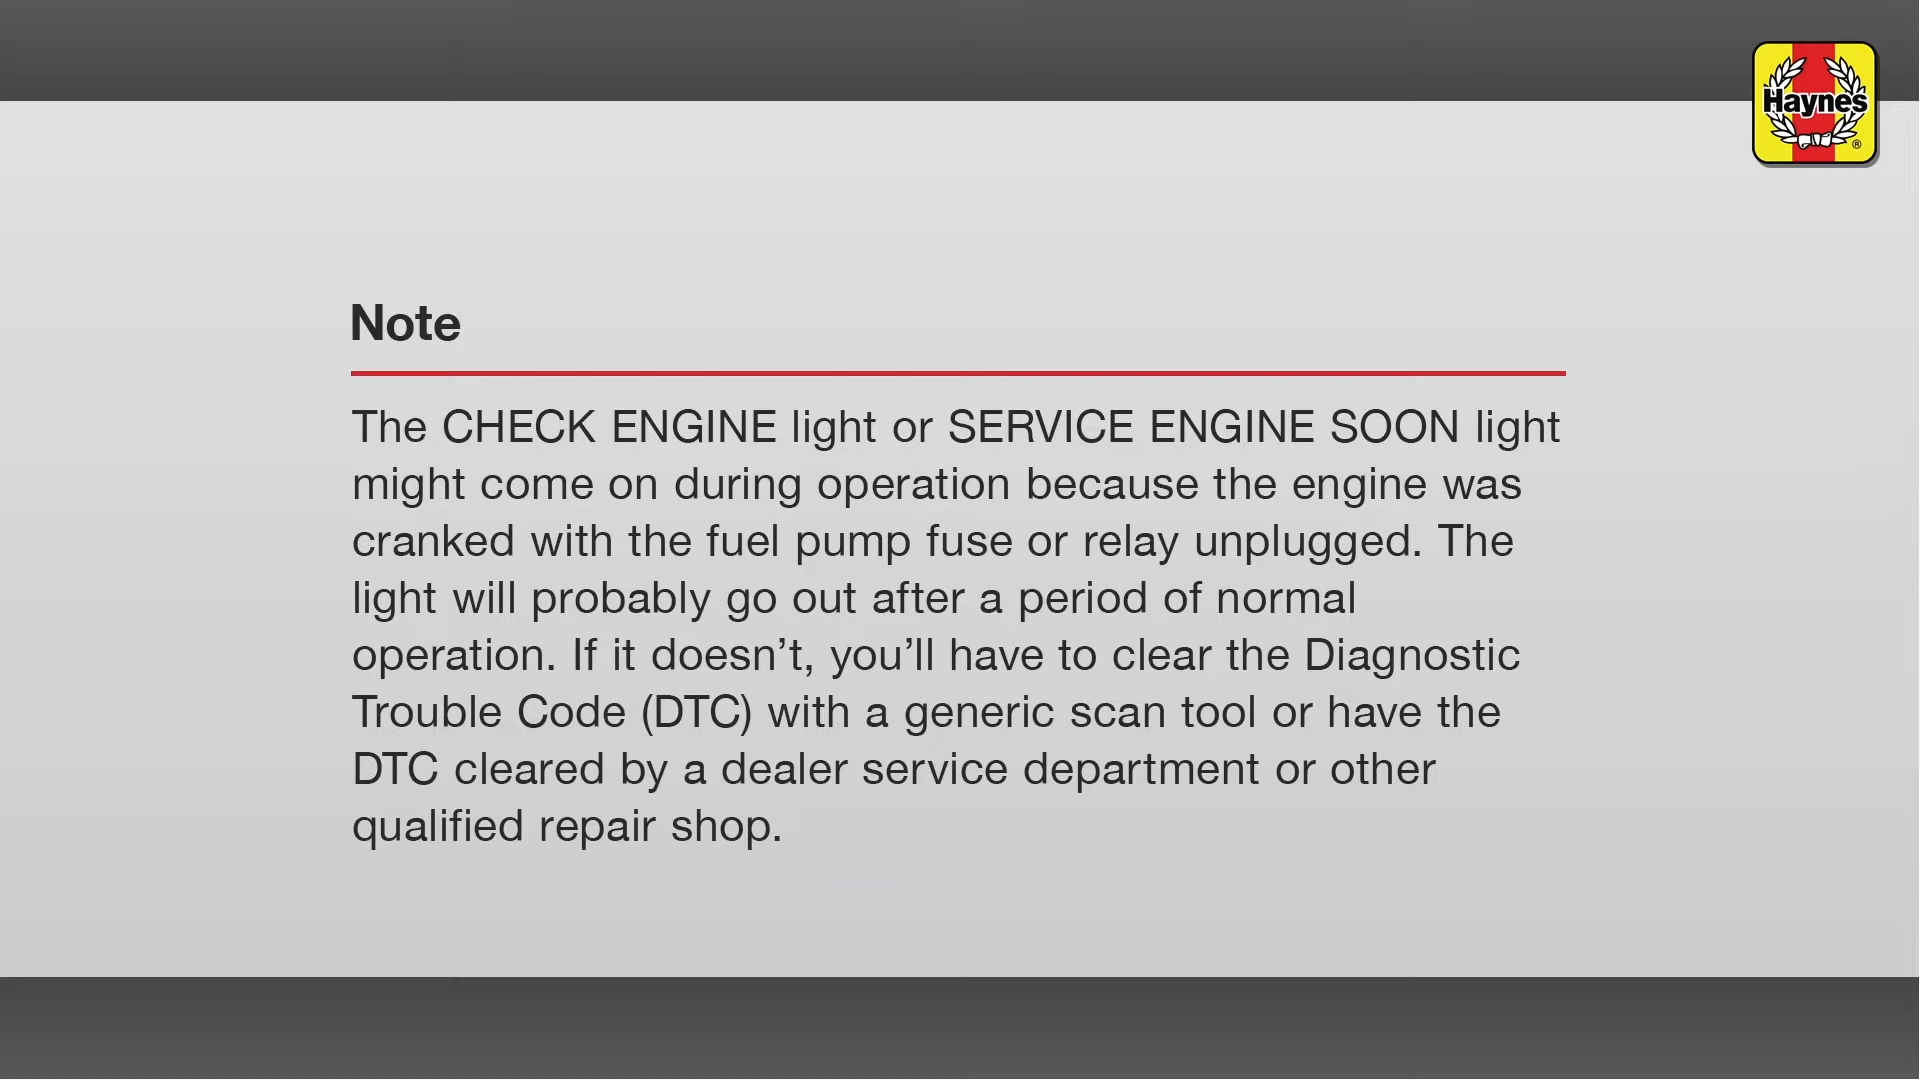 Haynes
®
Note
The CHECK ENGINE light or SERVICE ENGINE SOON light
might come on during operation because the engine was
cranked with the fuel pump fuse or relay unplugged. The
light will probably go out after a period of normal
operation. If it doesn’t, you’ll have to clear the Diagnostic
Trouble Code (DTC) with a generic scan tool or have the
DTC cleared by a dealer service department or other
qualified repair shop.